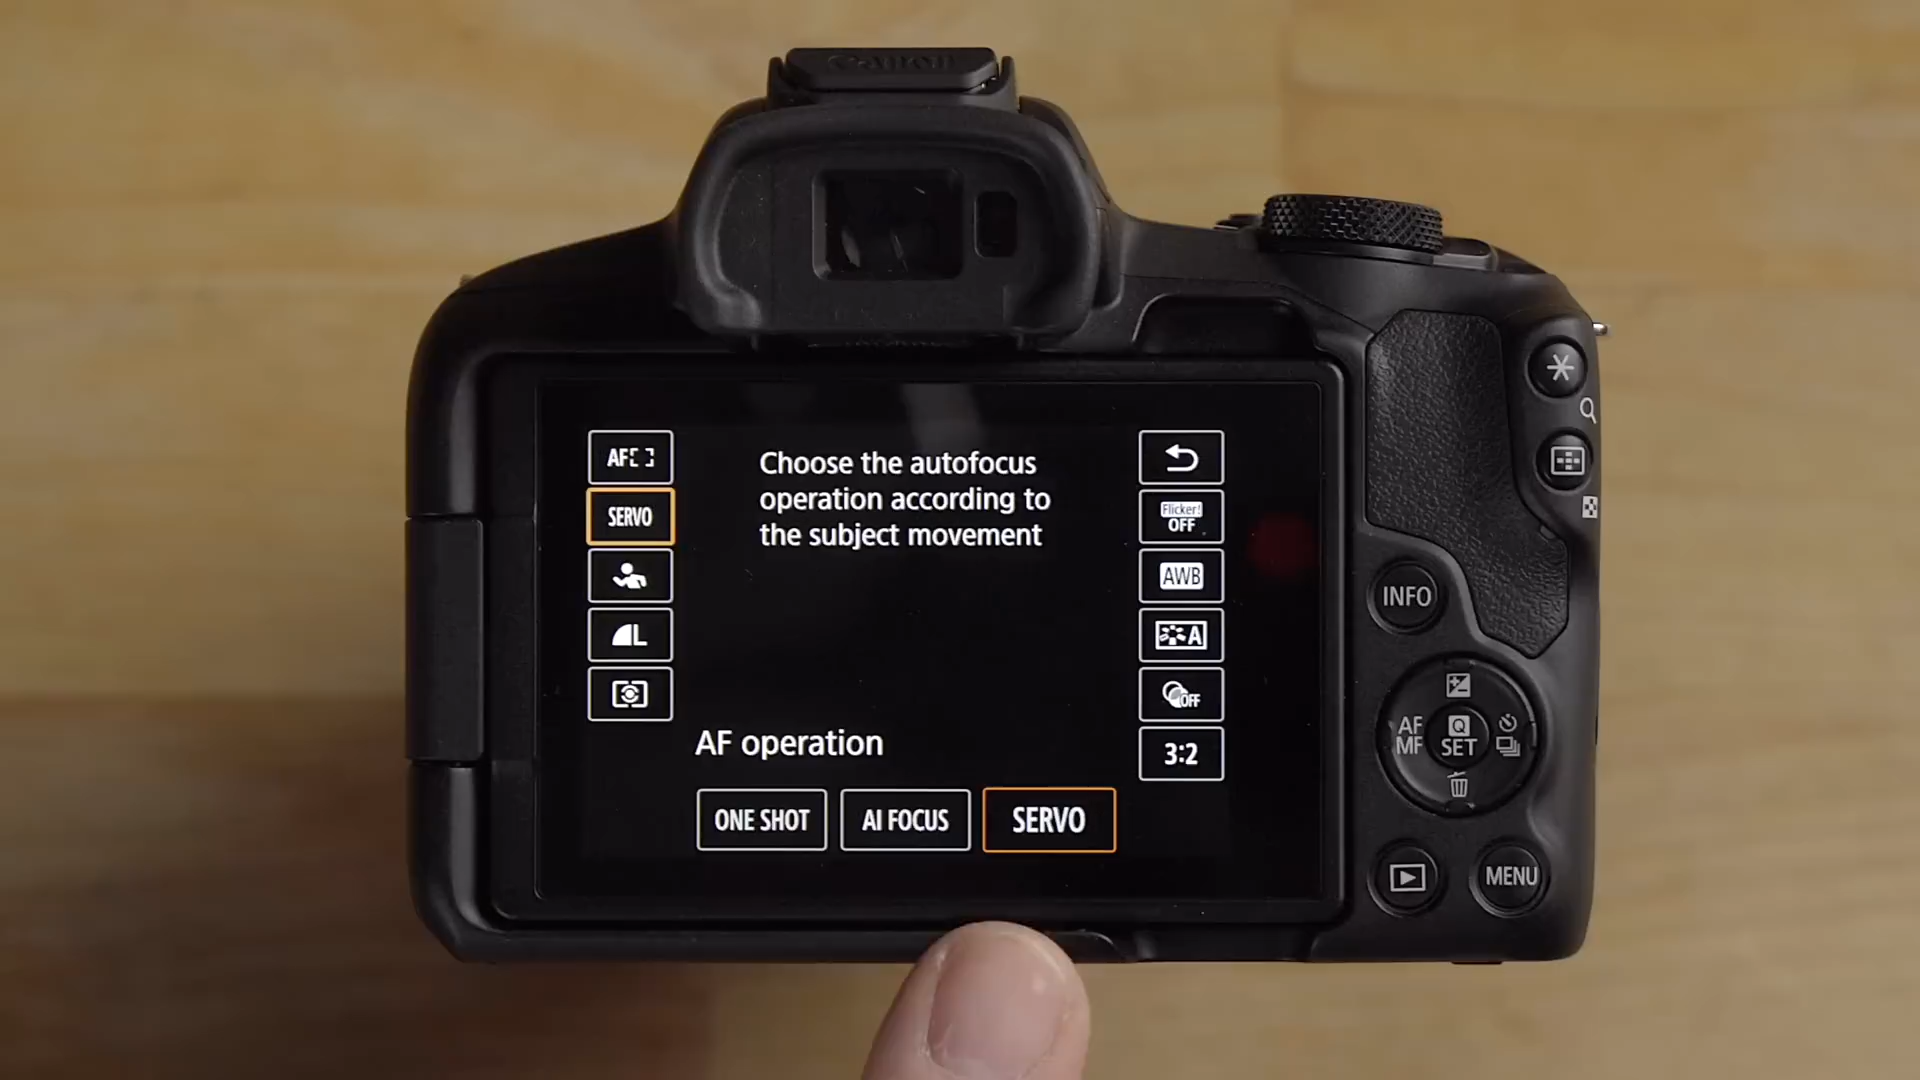 Canon
AF
Choose the autofocus
operation according to
the subject movement
SERVO
L
AF operation
ONE SHOT
AI FOCUS
SERVO
Flicker!
OFF
AWB
A
OFF
3:2
INFO
AF
MF
Q
SET
MENU